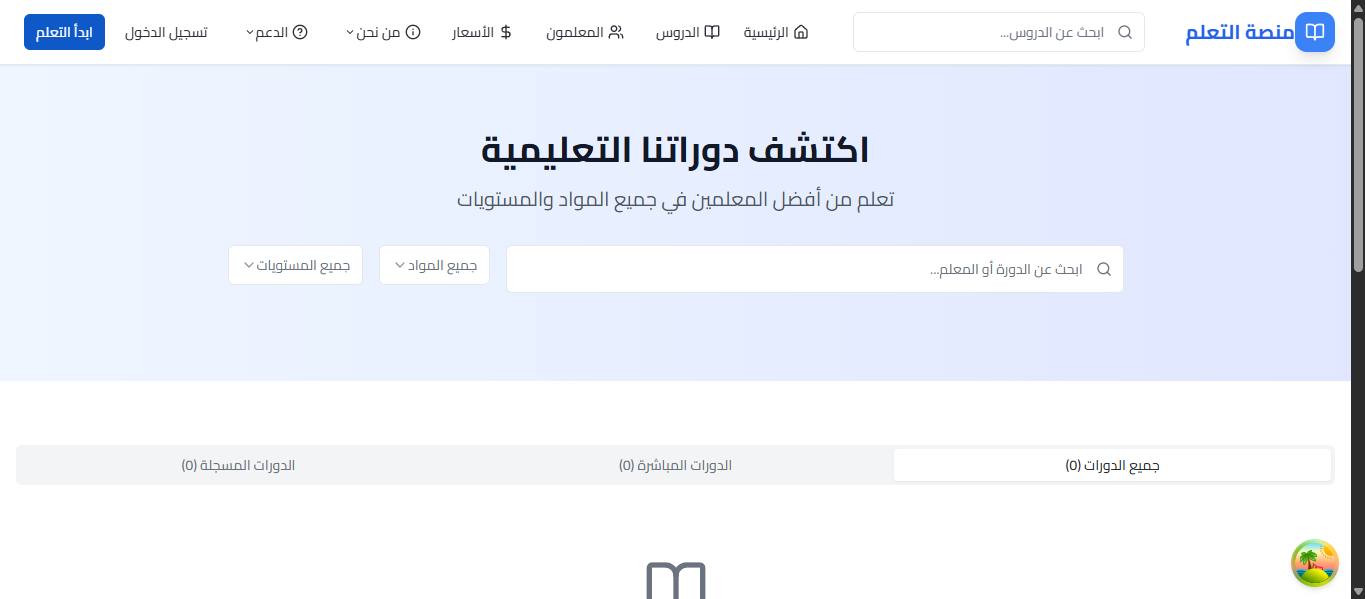 منصة التعلم
ابحث عن الدروس...
الرئيسية
الدروس
المعلمون
الأسعار
من نحن
الدعم
تسجيل الدخول
ابدأ التعلم
اكتشف دوراتنا التعليمية
تعلم من أفضل المعلمين في جميع المواد والمستويات
ابحث عن الدورة أو المعلم...
جميع المواد
جميع المستويات
جميع الدورات (0)
الدورات المباشرة (0)
الدورات المسجلة (0)